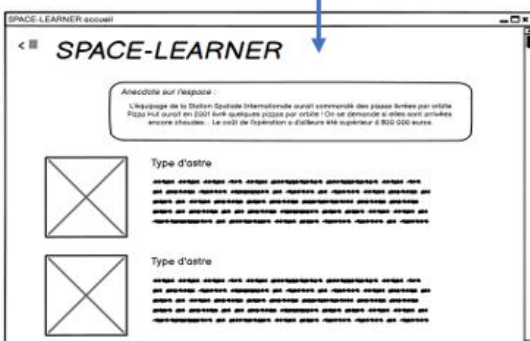 SPACE-LEARNER accueil
SPACE-LEARNER
Anecdote sur l'espace :
L'équipage de la Station Spatiale Internationale aurait commandé des pizzas livrées par orbite
Pizza Hut aurait en 2001 livré quelques pizzas par orbite ! On se demande si elles sont arrivées
encore chaudes... Le coût de l'opération a d'ailleurs été supérieur à 800 000 euros
Type d'astre
Type d'astre